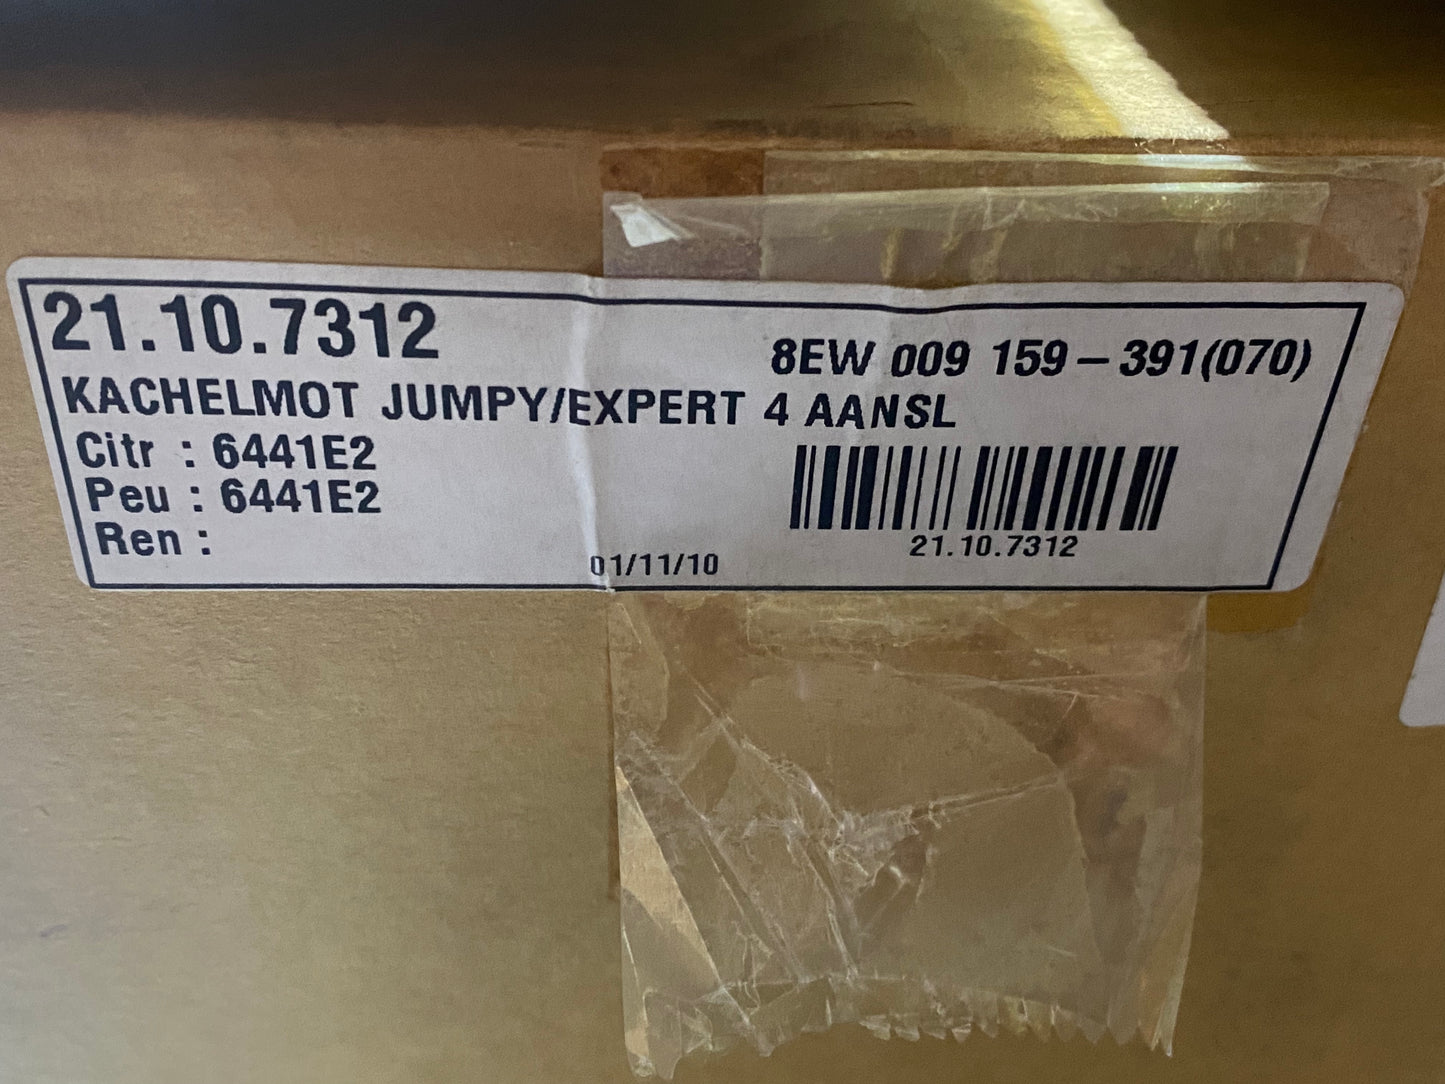 21.10.7312
8EW 009 159-391(070)
KACHELMOT JUMPY/EXPERT 4 AANSL
Citr : 6441E2
Peu : 6441E2
Ren :
01/11/10
21.10.7312